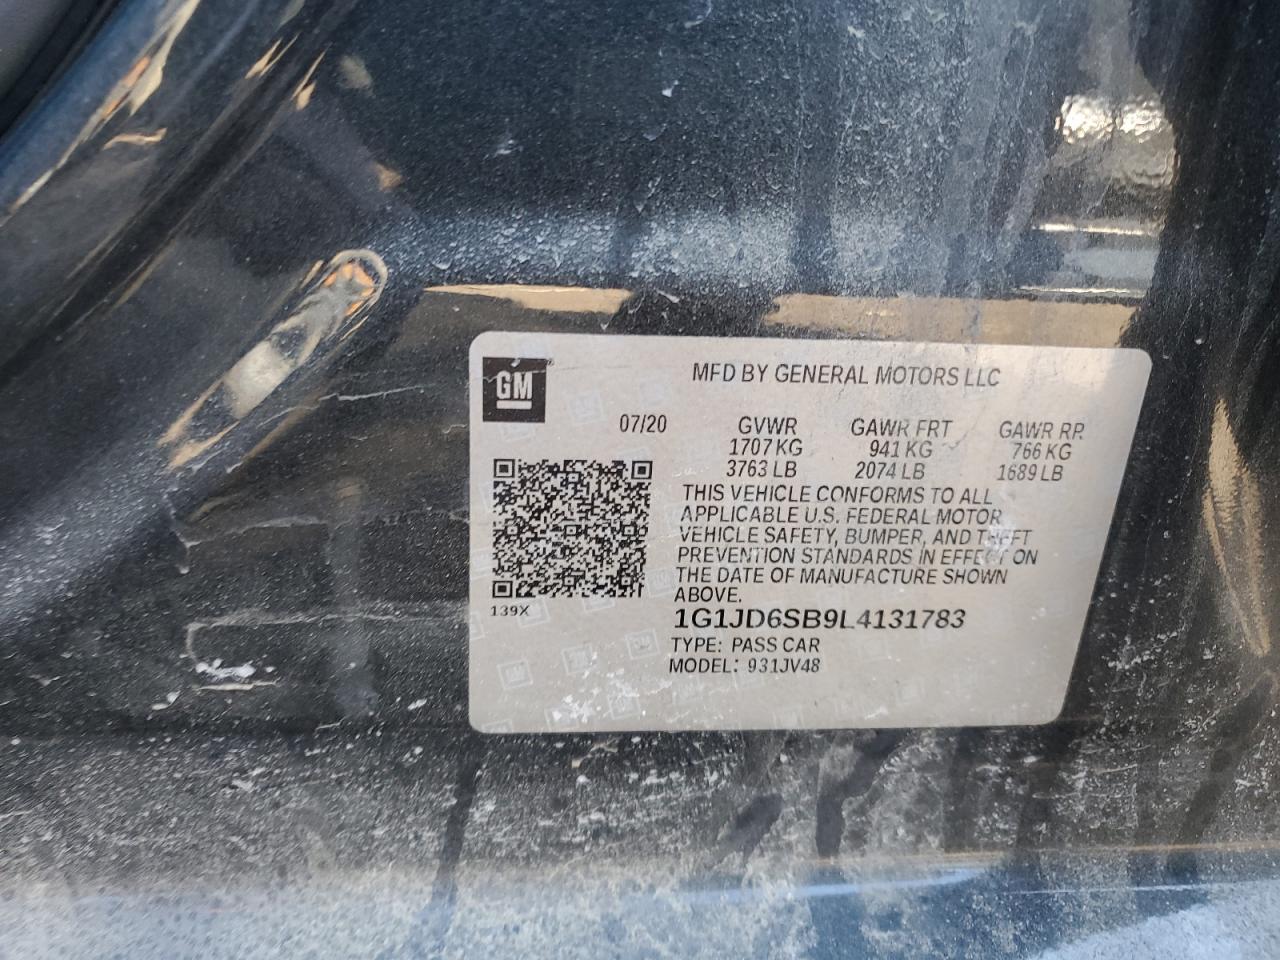 GM
MFD BY GENERAL MOTORS LLC
07/20 GVWR GAWR FRT GAWR RR
1707 KG 941 KG 766 KG
3763 LB 2074 LB 1689 LB
THIS VEHICLE CONFORMS TO ALL
APPLICABLE U.S. FEDERAL MOTOR
VEHICLE SAFETY, BUMPER, AND THEFT
PREVENTION STANDARDS IN EFFECT ON
THE DATE OF MANUFACTURE SHOWN
ABOVE.
139X
1G1JD6SB9L4131783
TYPE: PASS CAR
MODEL: 931JV48